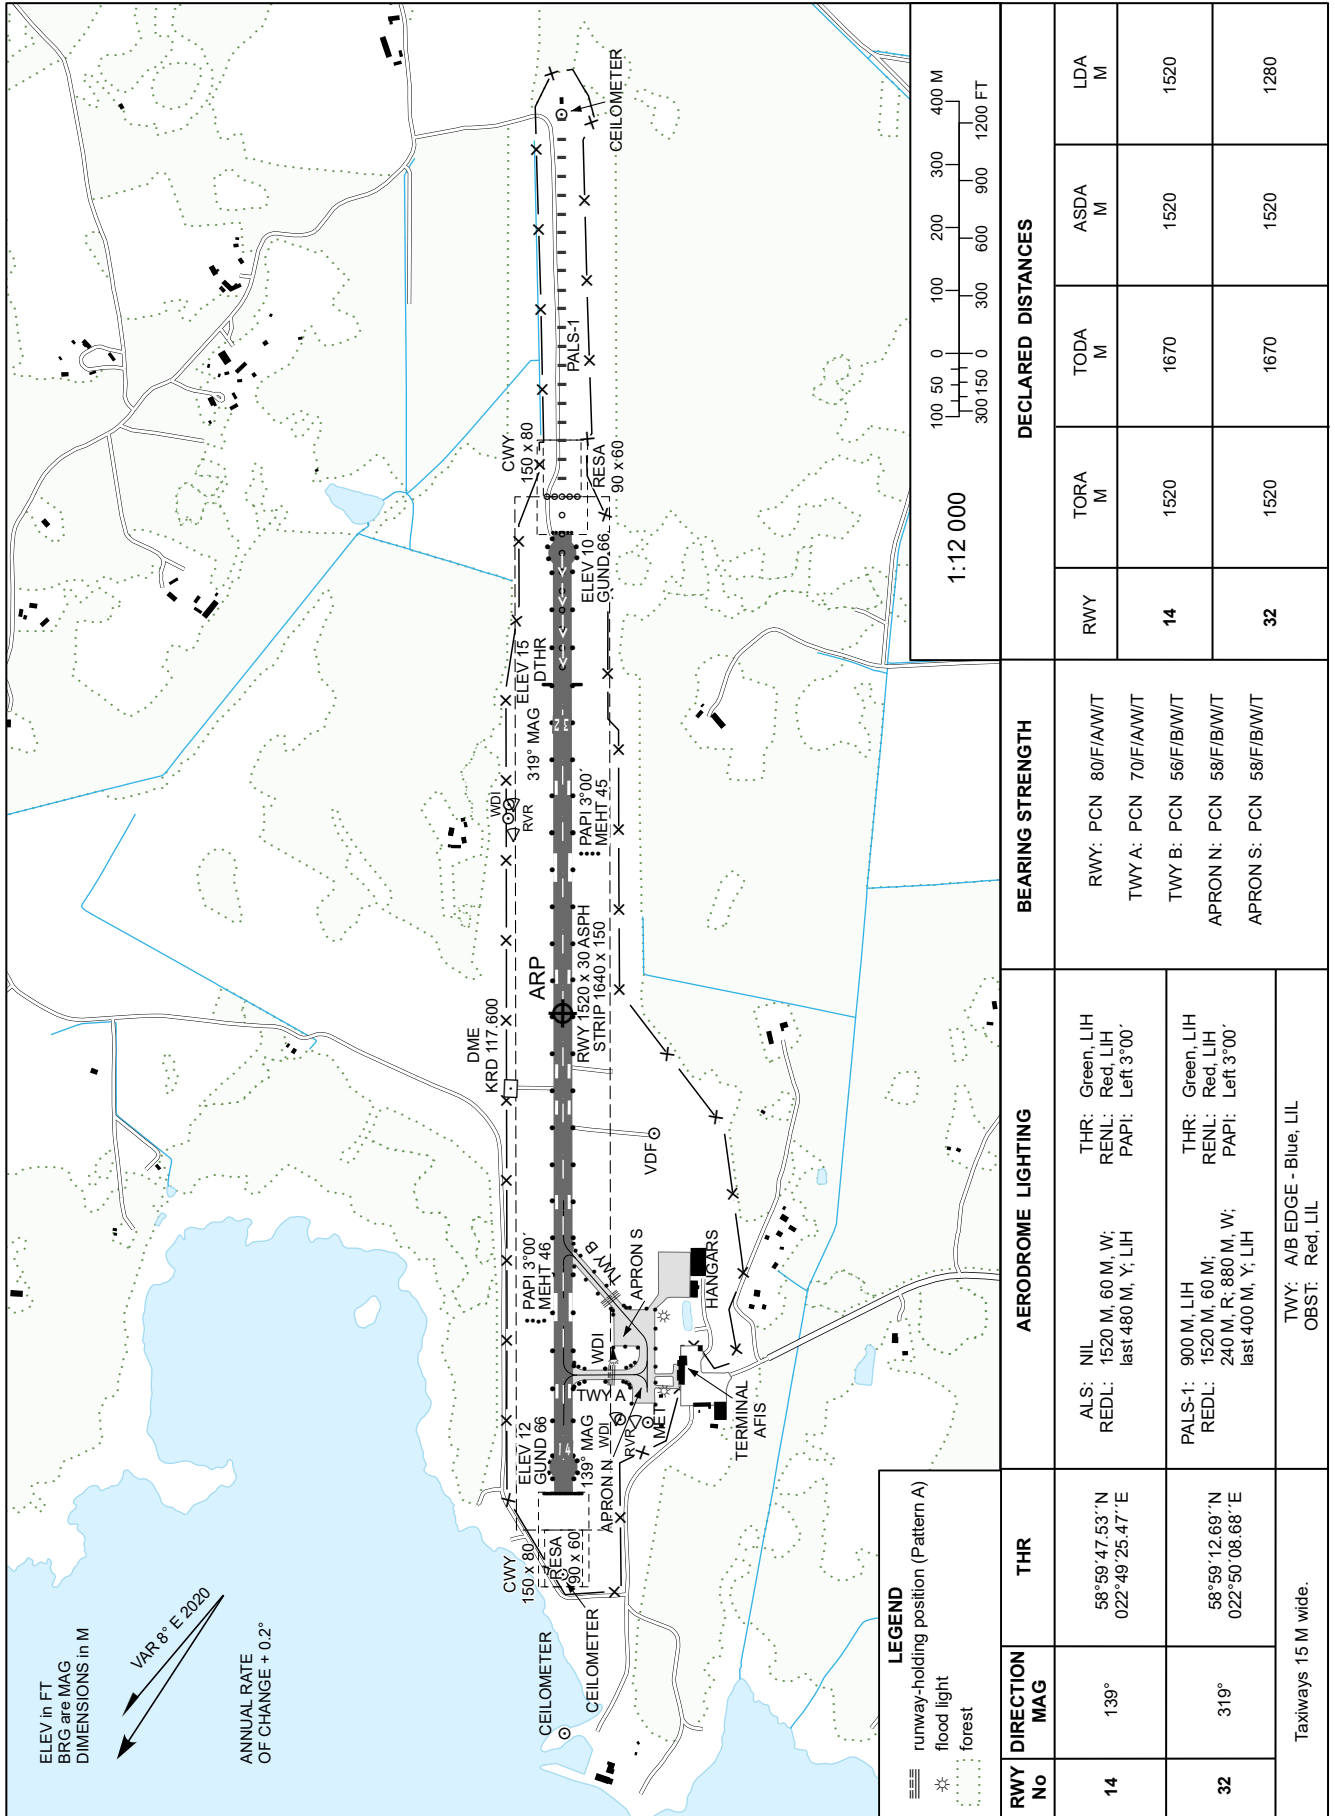 ELEV in FT
BRG are MAG
DIMENSIONS in M
VAR 8° E 2020
ANNUAL RATE
OF CHANGE + 0.2°
CEILOMETER
CEILOMETER
CWY
150 x 80
RESA
90 x 60
ELEV 12
GUND 66
139° MAG
14
APRON N
WDI
RVR
MET
TWY A
WDI
TERMINAL
AFIS
PAPI 3°00´
MEHT 46
TWY B
APRON S
HANGARS
VDF
DME
KRD 117.600
ARP
RWY 1520 x 30 ASPH
STRIP 1640 x 150
WDI
RVR
PAPI 3°00´
MEHT 45
319° MAG
32
ELEV 15
DTHR
ELEV 10
GUND 66
CWY
150 x 80
RESA
90 x 60
PALS-1
CEILOMETER
LEGEND
runway-holding position (Pattern A)
flood light
forest
1:12 000
100 50 0 100 200 300 400 M
300 150 0 300 600 900 1200 FT
RWY No DIRECTION MAG THR
14 139° 58°59´47.53´´N
022°49´25.47´´E
32 319° 58°59´12.69´´N
022°50´08.68´´E
Taxiways 15 M wide.
AERODROME LIGHTING
ALS: NIL
REDL: 1520 M, 60 M, W;
last 480 M, Y; LIH
THR: Green, LIH
RENL: Red, LIH
PAPI: Left 3°00´
PALS-1: 900 M, LIH
REDL: 1520 M, 60 M;
240 M, R; 880 M, W;
last 400 M, Y; LIH
THR: Green, LIH
RENL: Red, LIH
PAPI: Left 3°00´
TWY: A/B EDGE - Blue, LIL
OBST: Red, LIL
BEARING STRENGTH
RWY: PCN 80/F/A/W/T
TWY A: PCN 70/F/A/W/T
TWY B: PCN 56/F/B/W/T
APRON N: PCN 58/F/B/W/T
APRON S: PCN 58/F/B/W/T
DECLARED DISTANCES
RWY TORA M TODA M ASDA M LDA M
14 1520 1670 1520 1520
32 1520 1670 1520 1280